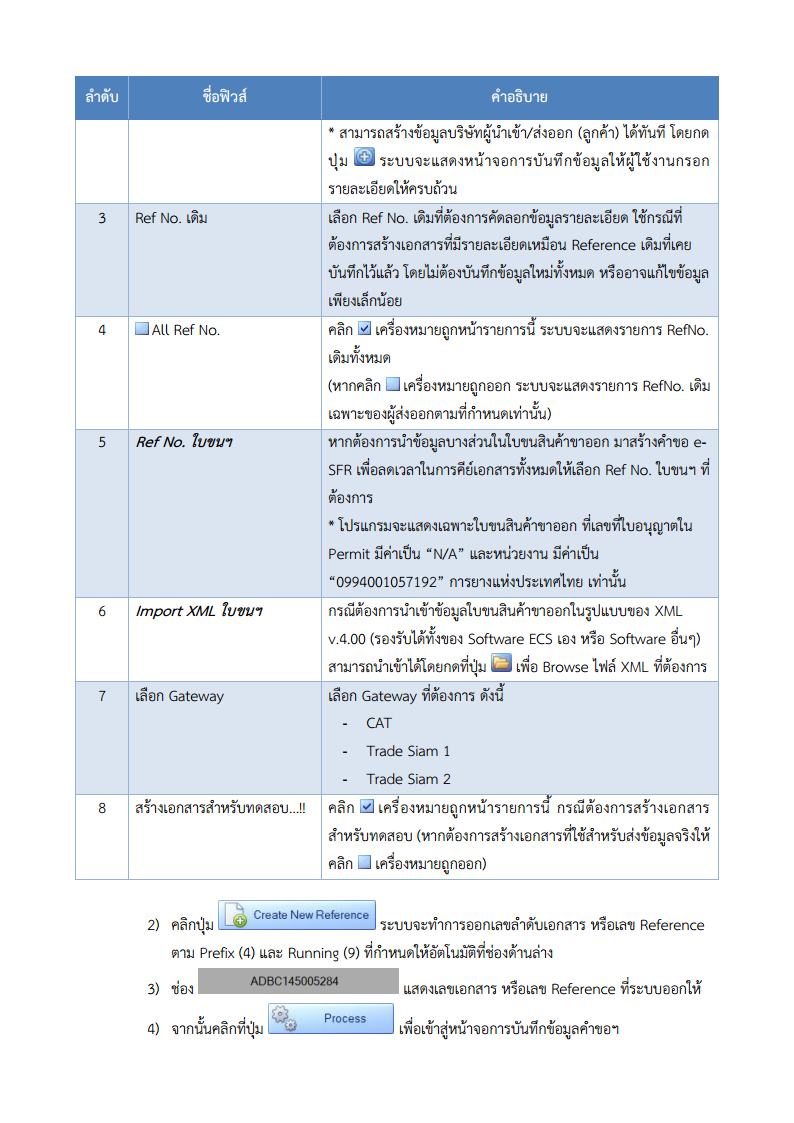 ลำดับ ชื่อฟิวส์ คำอธิบาย
* สามารถสร้างข้อมูลบริษัทผู้นำเข้า/ส่งออก (ลูกค้า) ได้ทันที โดยกด
ปุ่ม ระบบจะแสดงหน้าจอการบันทึกข้อมูลให้ผู้ใช้งานกรอก
รายละเอียดให้ครบถ้วน
3 Ref No. เดิม เลือก Ref No. เดิมที่ต้องการคัดลอกข้อมูลรายละเอียด ใช้กรณีที่
ต้องการสร้างเอกสารที่มีรายละเอียดเหมือน Reference เดิมที่เคย
บันทึกไว้แล้ว โดยไม่ต้องบันทึกข้อมูลใหม่ทั้งหมด หรืออาจแก้ไขข้อมูล
เพียงเล็กน้อย
4 All Ref No. คลิก เครื่องหมายถูกหน้ารายการนี้ ระบบจะแสดงรายการ RefNo.
เดิมทั้งหมด
(หากคลิก เครื่องหมายถูกออก ระบบจะแสดงรายการ RefNo. เดิม
เฉพาะของผู้ส่งออกตามที่กำหนดเท่านั้น)
5 Ref No. ใบขนฯ หากต้องการนำข้อมูลบางส่วนในใบขนสินค้าขาออก มาสร้างคำขอ e-
SFR เพื่อลดเวลาในการคีย์เอกสารทั้งหมดให้เลือก Ref No. ใบขนฯ ที่
ต้องการ
* โปรแกรมจะแสดงเฉพาะใบขนสินค้าขาออก ที่เลขที่ใบอนุญาตใน
Permit มีค่าเป็น “N/A” และหน่วยงาน มีค่าเป็น
“0994001057192” การยางแห่งประเทศไทย เท่านั้น
6 Import XML ใบขนฯ กรณีต้องการนำเข้าข้อมูลใบขนสินค้าขาออกในรูปแบบของ XML
v.4.00 (รองรับได้ทั้งของ Software ECS เอง หรือ Software อื่นๆ)
สามารถนำเข้าได้โดยกดที่ปุ่ม เพื่อ Browse ไฟล์ XML ที่ต้องการ
7 เลือก Gateway เลือก Gateway ที่ต้องการ ดังนี้
- CAT
- Trade Siam 1
- Trade Siam 2
8 สร้างเอกสารสำหรับทดสอบ...!! คลิก เครื่องหมายถูกหน้ารายการนี้ กรณีต้องการสร้างเอกสาร
สำหรับทดสอบ (หากต้องการสร้างเอกสารที่ใช้สำหรับส่งข้อมูลจริงให้
คลิก เครื่องหมายถูกออก)
2) คลิกปุ่ม Create New Reference ระบบจะทำการออกเลขลำดับเอกสาร หรือเลข Reference
ตาม Prefix (4) และ Running (9) ที่กำหนดให้อัตโนมัติที่ช่องด้านล่าง
3) ช่อง ADBC145005284 แสดงเลขเอกสาร หรือเลข Reference ที่ระบบออกให้
4) จากนั้นคลิกที่ปุ่ม Process เพื่อเข้าสู่หน้าจอการบันทึกข้อมูลคำขอฯ